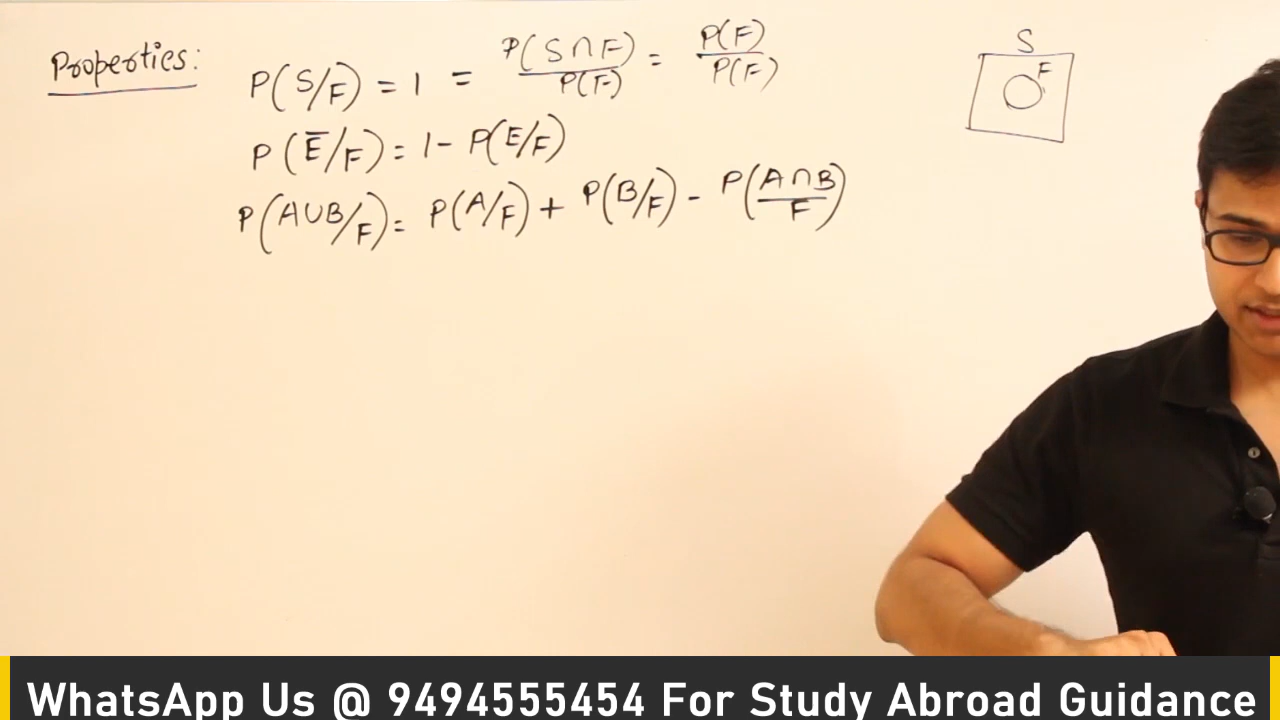 Properties:
P(S/F) = 1 = P(S∩F)/P(F) = P(F)/P(F)
S
F
P(E̅/F) = 1 - P(E/F)
P(A∪B/F) = P(A/F) + P(B/F) - P(A∩B/F)
WhatsApp Us @ 9494555454 For Study Abroad Guidance